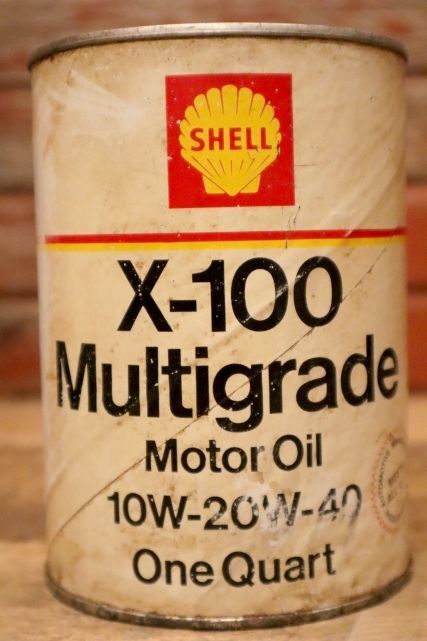 SHELL
X-100
Multigrade
Motor Oil
10W-20W-40
One Quart